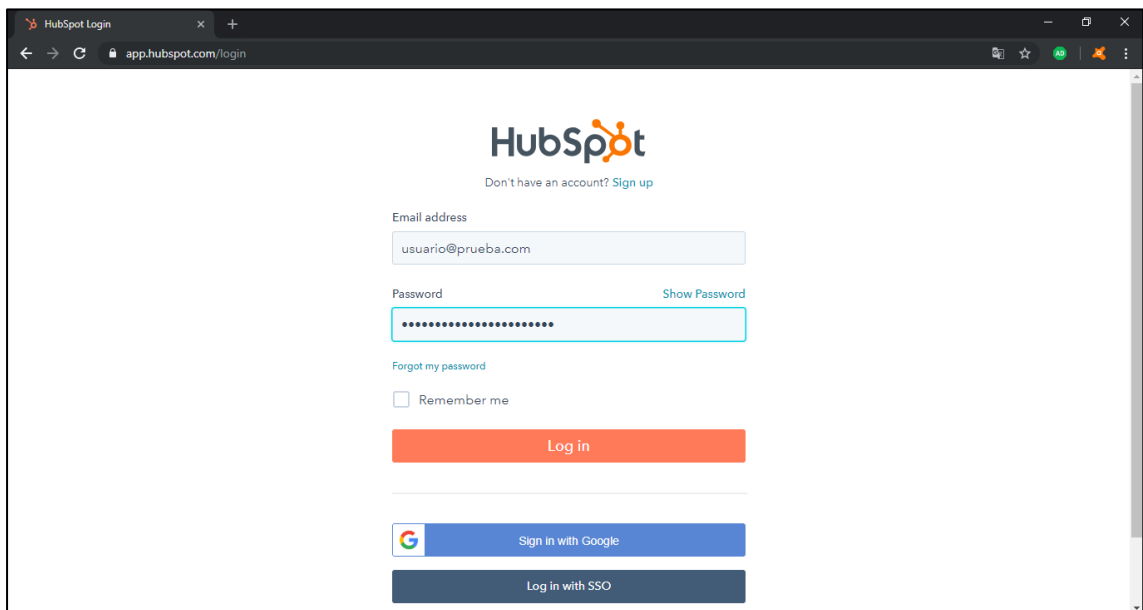 HubSpot Login
app.hubspot.com/login
AD
HubSpot
Don't have an account? Sign up
Email address
usuario@prueba.com
Password Show Password
•••••••••••••••••••••••
Forgot my password
Remember me
Log in
G Sign in with Google
Log in with SSO